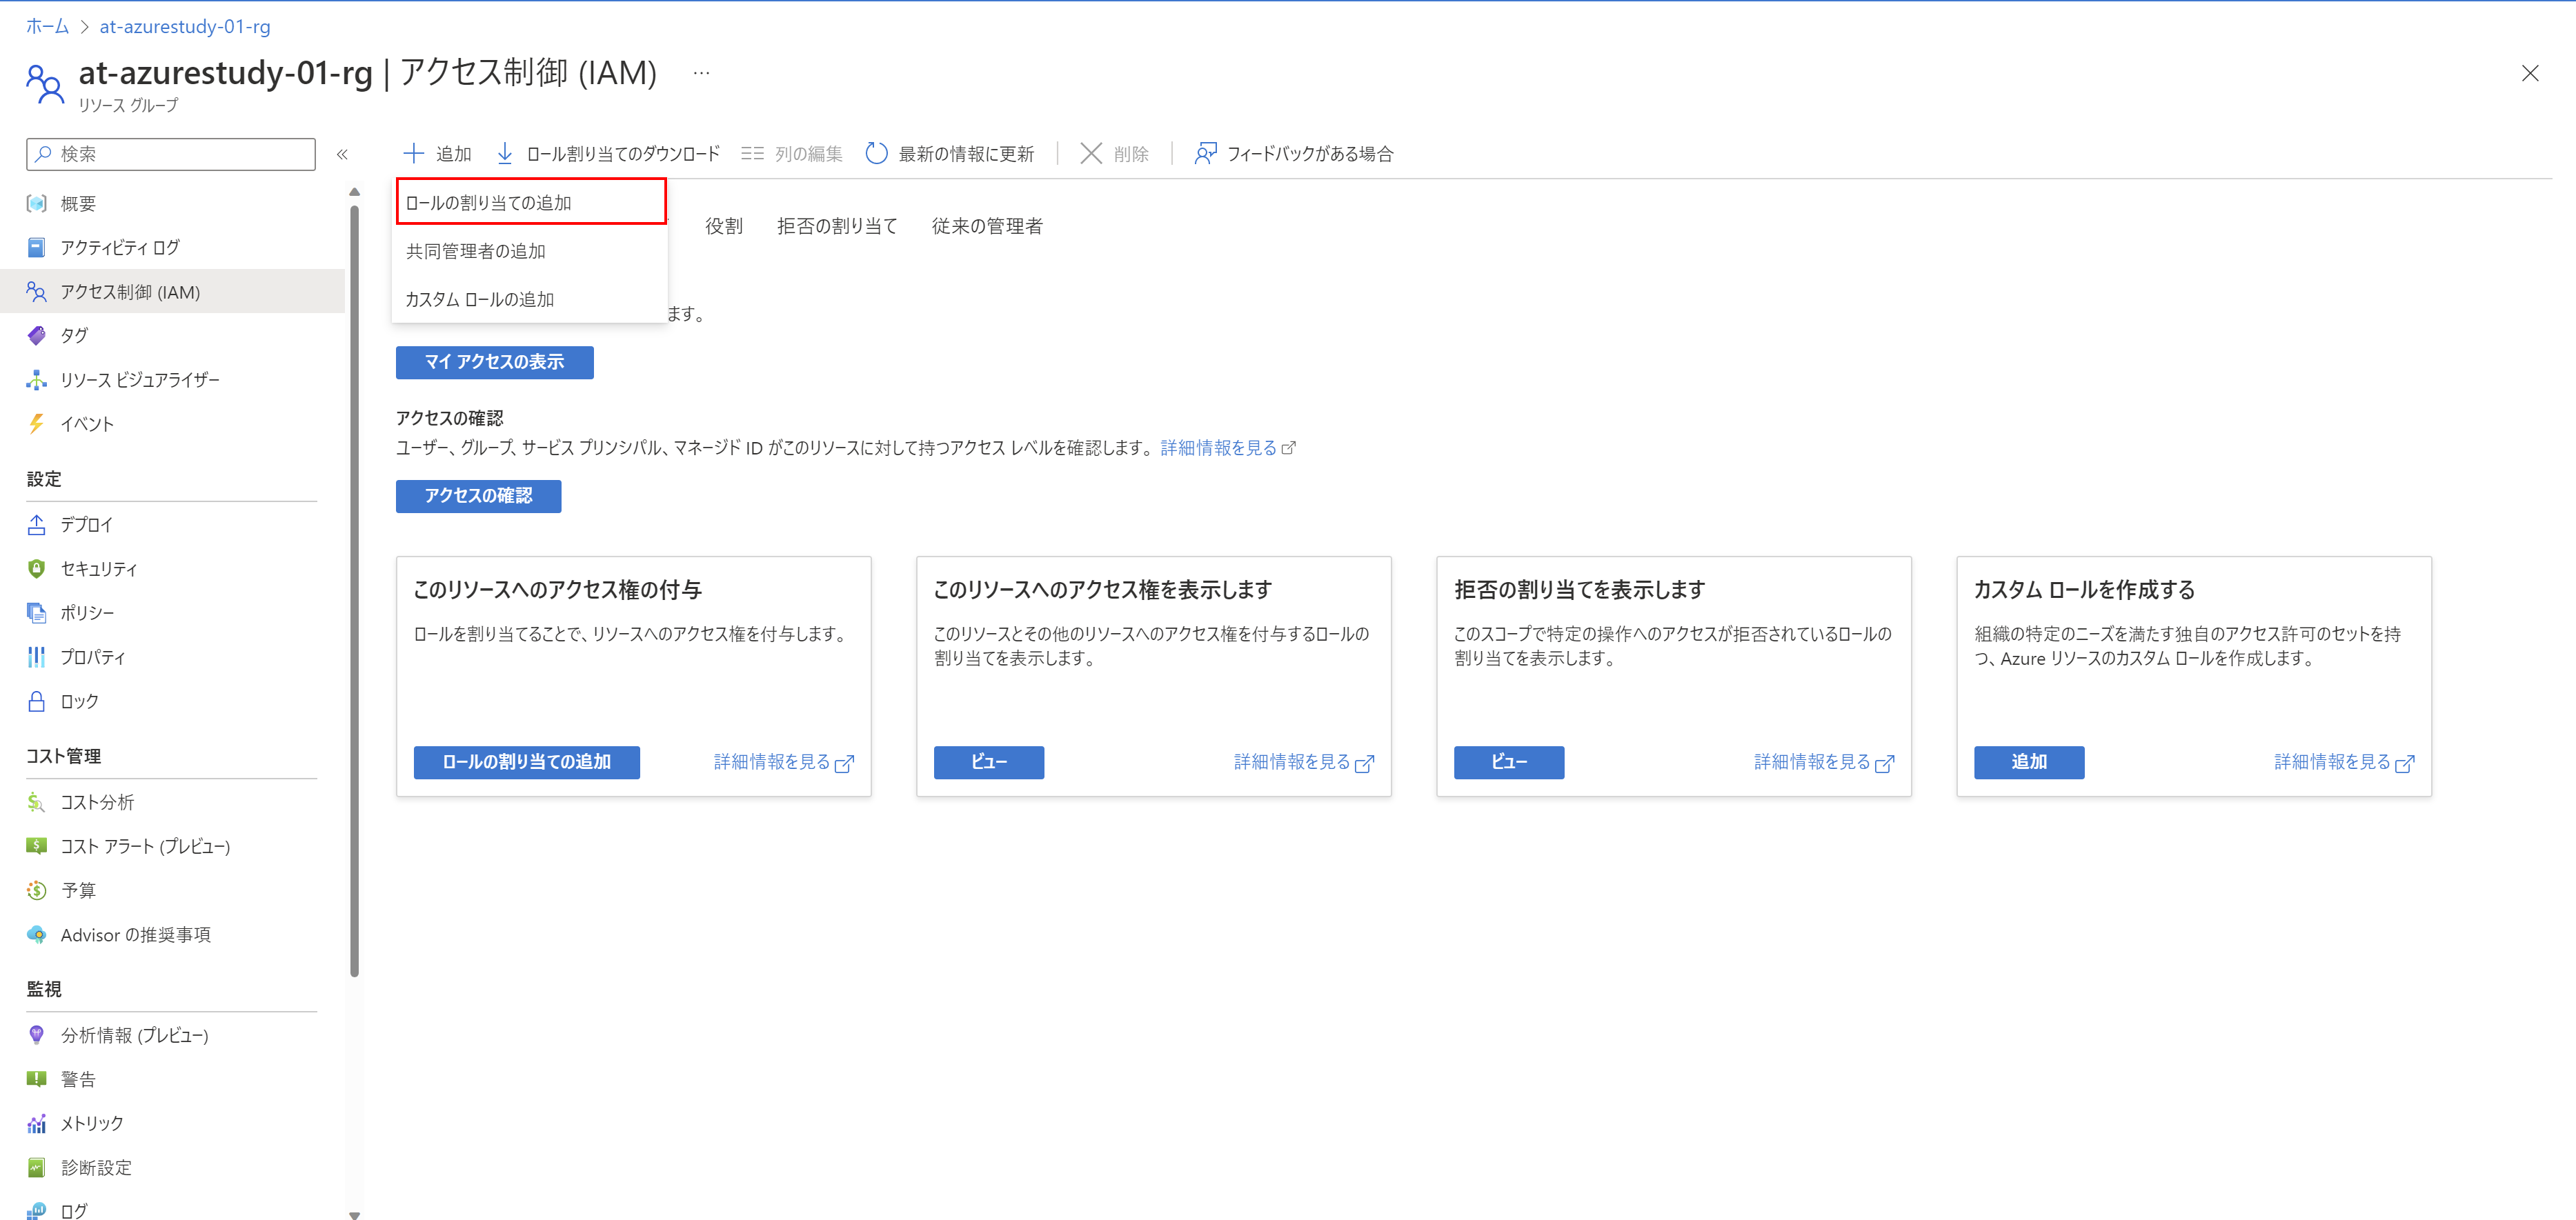 ホーム > at-azurestudy-01-rg
at-azurestudy-01-rg | アクセス制御 (IAM) …
リソース グループ
検索
«
追加 ロール割り当てのダウンロード 列の編集 最新の情報に更新 削除 フィードバックがある場合
ロールの割り当ての追加
共同管理者の追加
カスタム ロールの追加
役割 拒否の割り当て 従来の管理者
ます。
マイ アクセスの表示
アクセスの確認
ユーザー、グループ、サービス プリンシパル、マネージド ID がこのリソースに対して持つアクセス レベルを確認します。 詳細情報を見る
アクセスの確認
このリソースへのアクセス権の付与
ロールを割り当てることで、リソースへのアクセス権を付与します。
ロールの割り当ての追加 詳細情報を見る
このリソースへのアクセス権を表示します
このリソースとその他のリソースへのアクセス権を付与するロールの
割り当てを表示します。
ビュー 詳細情報を見る
拒否の割り当てを表示します
このスコープで特定の操作へのアクセスが拒否されているロールの
割り当てを表示します。
ビュー 詳細情報を見る
カスタム ロールを作成する
組織の特定のニーズを満たす独自のアクセス許可のセットを持
つ、Azure リソースのカスタム ロールを作成します。
追加 詳細情報を見る
概要
アクティビティ ログ
アクセス制御 (IAM)
タグ
リソース ビジュアライザー
イベント
設定
デプロイ
セキュリティ
ポリシー
プロパティ
ロック
コスト管理
コスト分析
コスト アラート (プレビュー)
予算
Advisor の推奨事項
監視
分析情報 (プレビュー)
警告
メトリック
診断設定
ログ